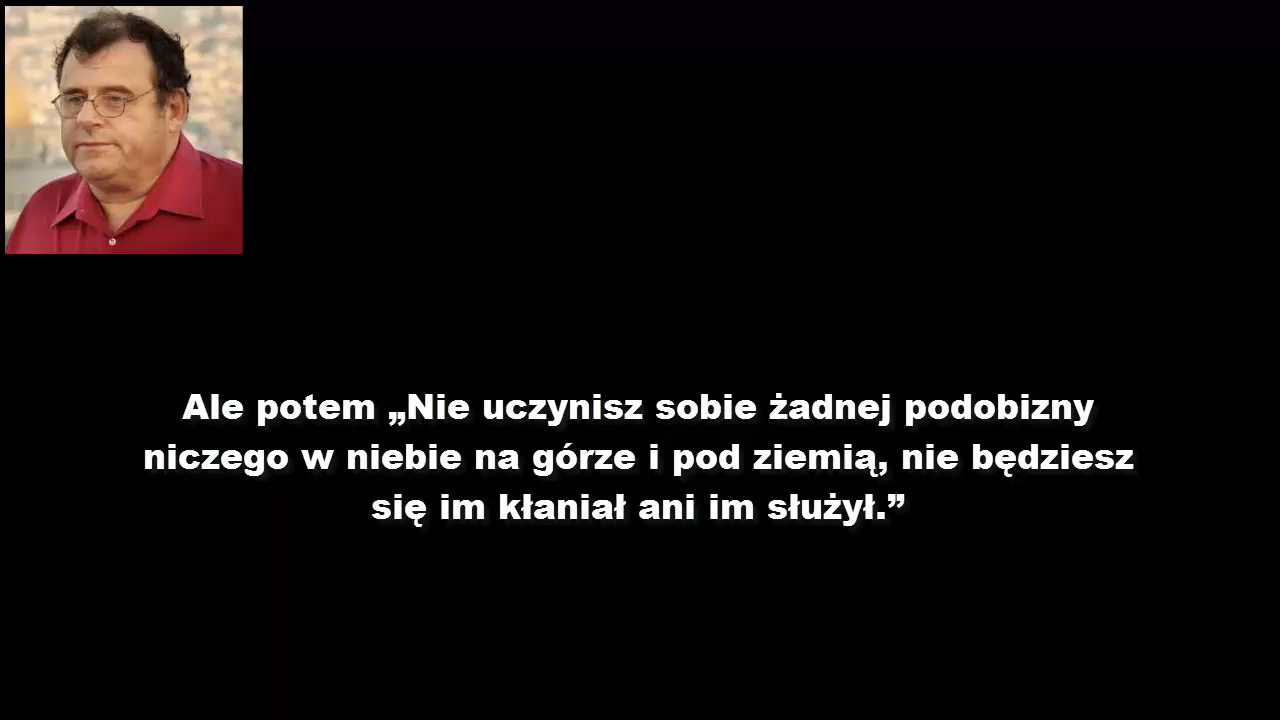 Ale potem „Nie uczynisz sobie żadnej podobizny
niczego w niebie na górze i pod ziemią, nie będziesz
się im kłaniał ani im służył.”